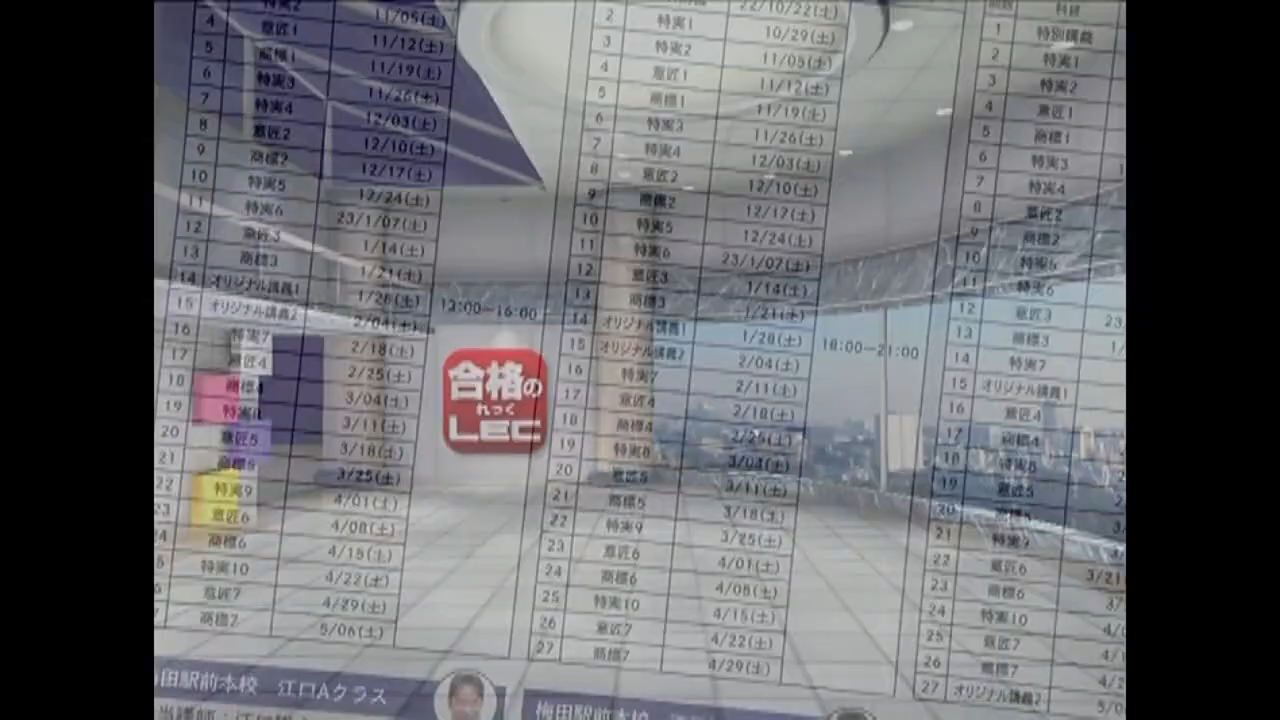 4 意匠1 11/05(土)
5 商標1 11/12(土)
6 特実3 11/19(土)
7 特実4 11/26(土)
8 意匠2 12/03(土)
9 商標2 12/10(土)
10 特実5 12/17(土)
11 特実6 12/24(土)
12 意匠3 23/1/07(土)
13 商標3 1/14(土)
14 オリジナル講義1 1/21(土)
15 オリジナル講義2 1/28(土)
16 特実7 2/04(土)
17 意匠4 2/18(土)
18 商標4 2/25(土)
19 特実8 3/04(土)
20 意匠5 3/11(土)
21 商標5 3/18(土)
22 特実9 3/25(土)
23 意匠6 4/01(土)
商標6 4/08(土)
特実10 4/15(土)
意匠7 4/22(土)
商標7 4/29(土)
5/06(土)
13:00~16:00
合格の
れっく
LEC
22/10/22(土)
2 特実1 10/29(土)
3 特実2 11/05(土)
4 意匠1 11/12(土)
5 商標1 11/19(土)
6 特実3 11/26(土)
7 特実4 12/03(土)
8 意匠2 12/10(土)
9 商標2 12/17(土)
10 特実5 12/24(土)
11 特実6 23/1/07(土)
12 意匠3 1/14(土)
13 商標3 1/21(土)
14 オリジナル講義1 1/28(土)
15 オリジナル講義2 2/04(土)
16 特実7 2/11(土)
17 意匠4 2/18(土)
18 商標4 2/25(土)
19 特実8 3/04(土)
20 意匠5 3/11(土)
21 商標5 3/18(土)
22 特実9 3/25(土)
23 意匠6 4/01(土)
24 商標6 4/08(土)
25 特実10 4/15(土)
26 意匠7 4/22(土)
27 商標7 4/29(土)
18:00~21:00
科目
1 特別講義
2 特実1
3 特実2
4 意匠1
5 商標1
6 特実3
7 特実4
8 意匠2
9 商標2
10 特実5
11 特実6
12 意匠3
13 商標3
14 特実7
15 オリジナル講義1
16 意匠4
17 商標4
18 特実8
19 意匠5
20 商標5
21 特実9
22 意匠6
23 商標6
24 特実10
25 意匠7
26 商標7
27 オリジナル講義2
田駅前本校 江口Aクラス
梅田駅前本校